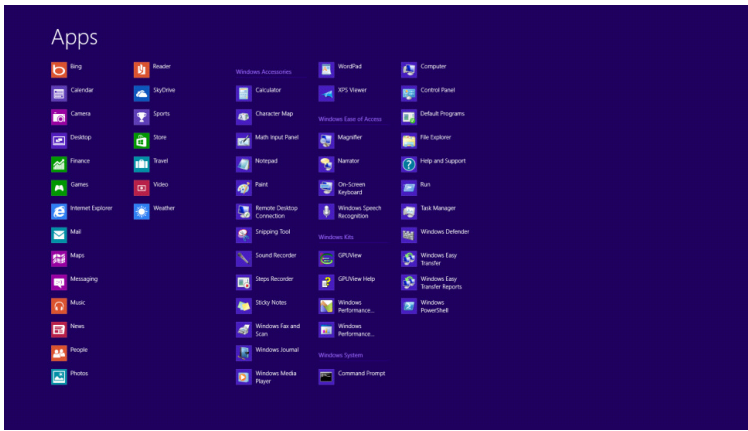 Apps
Bing
Calendar
Camera
Desktop
Finance
Games
Internet Explorer
Mail
Maps
Messaging
Music
News
People
Photos
Reader
SkyDrive
Sports
Store
Travel
Video
Weather
Windows Accessories
Calculator
Character Map
Math Input Panel
Notepad
Paint
Remote Desktop
Connection
Snipping Tool
Sound Recorder
Steps Recorder
Sticky Notes
Windows Fax and
Scan
Windows Journal
Windows Media
Player
WordPad
XPS Viewer
Windows Ease of Access
Magnifier
Narrator
On-Screen
Keyboard
Windows Speech
Recognition
Windows Kits
GPUView
GPUView Help
Windows
Performance...
Windows
Performance...
Windows System
Command Prompt
Computer
Control Panel
Default Programs
File Explorer
Help and Support
Run
Task Manager
Windows Defender
Windows Easy
Transfer
Windows Easy
Transfer Reports
Windows
PowerShell